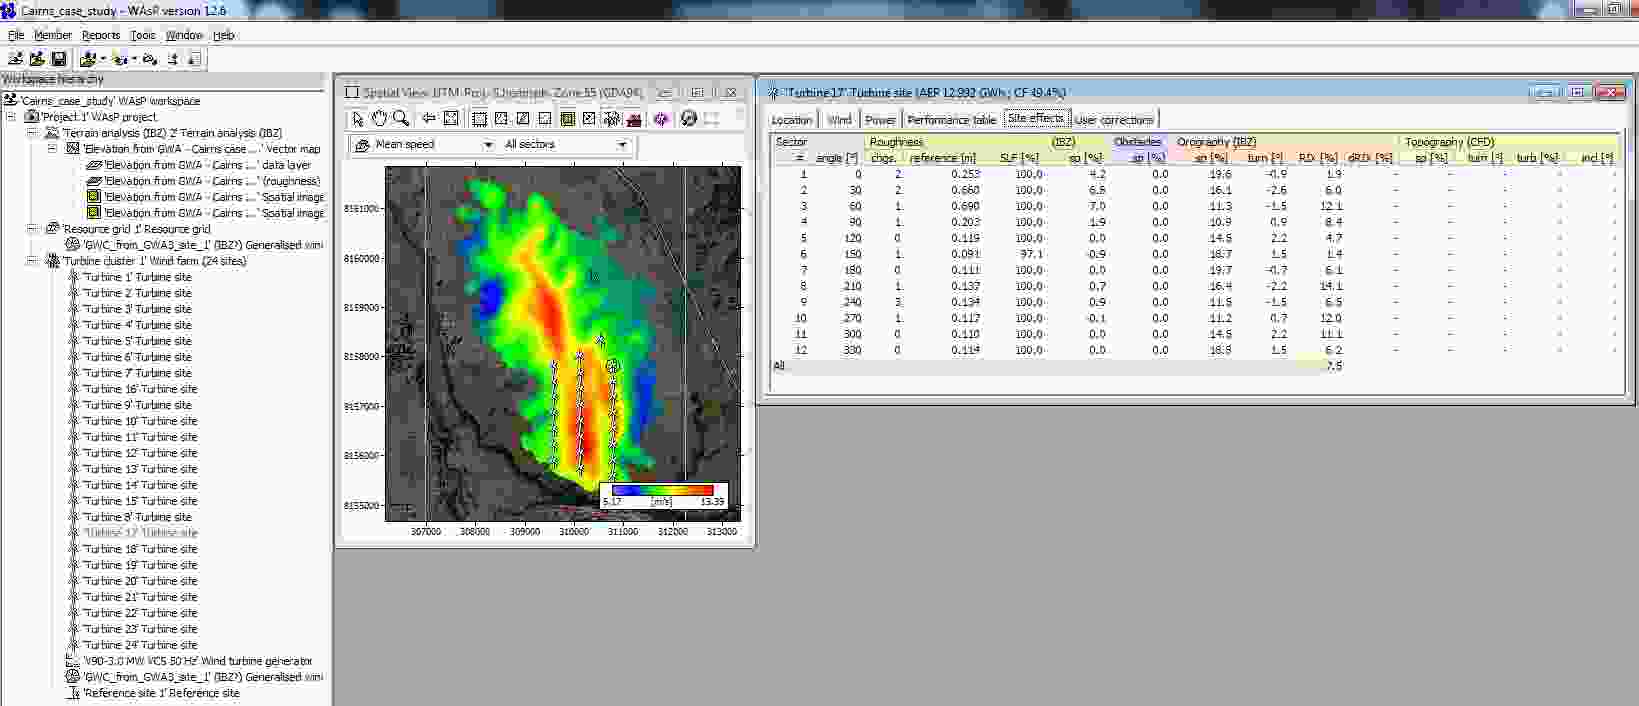 Cairns_case_study - WAsP version 12.6
File Member Reports Tools Window Help
Workspace hierarchy
'Cairns_case_study' WAsP workspace
'Project 1' WAsP project
'Terrain analysis (IBZ) 2' Terrain analysis (IBZ)
'Elevation from GWA - Cairns case ...' Vector map
'Elevation from GWA - Cairns ...' data layer
'Elevation from GWA - Cairns ...' (roughness)
'Elevation from GWA - Cairns ...' Spatial image
'Elevation from GWA - Cairns ...' Spatial image
'Resource grid 1' Resource grid
'GWC_from_GWA3_site_1' (IBZ?) Generalised win
'Turbine cluster 1' Wind farm (24 sites)
'Turbine 1' Turbine site
'Turbine 2' Turbine site
'Turbine 3' Turbine site
'Turbine 4' Turbine site
'Turbine 5' Turbine site
'Turbine 6' Turbine site
'Turbine 7' Turbine site
'Turbine 16' Turbine site
'Turbine 9' Turbine site
'Turbine 10' Turbine site
'Turbine 11' Turbine site
'Turbine 12' Turbine site
'Turbine 13' Turbine site
'Turbine 14' Turbine site
'Turbine 15' Turbine site
'Turbine 8' Turbine site
'Turbine 17' Turbine site
'Turbine 18' Turbine site
'Turbine 19' Turbine site
'Turbine 20' Turbine site
'Turbine 21' Turbine site
'Turbine 22' Turbine site
'Turbine 23' Turbine site
'Turbine 24' Turbine site
'V90-3.0 MW VCS 50 Hz' Wind turbine generator
'GWC_from_GWA3_site_1' (IBZ?) Generalised win
'Reference site 1' Reference site
Spatial View: UTM Proj. S.hemisph. Zone 55 (GDA94)
Mean speed All sectors
8161000
8160000
8159000
8158000
8157000
8156000
8155000
5.17 [m/s] 13.39
307000 308000 309000 310000 311000 312000 313000
'Turbine 17' Turbine site (AEP 12.992 GWh ; CF 49.4%)
Location Wind Power Performance table Site effects User corrections
Sector Roughness (IBZ) Obstacles Orography (IBZ) Topography (CFD)
# angle [°] chgs. reference [m] SLF [%] sp [%] sp [%] sp [%] turn [°] P.D. [%] dR.IX [%] sp [%] turn [°] turb [%] incl [°]
1 0 2 0.253 100.0 4.2 0.0 19.6 -0.9 1.9 - - - - -
2 30 2 0.660 100.0 6.8 0.0 16.1 -2.6 6.0 - - - - -
3 60 1 0.690 100.0 7.0 0.0 11.3 -1.5 12.1 - - - - -
4 90 1 0.203 100.0 1.9 0.0 10.9 0.9 8.4 - - - - -
5 120 0 0.119 100.0 0.0 0.0 14.6 2.2 4.7 - - - - -
6 150 1 0.091 97.1 -0.9 0.0 18.7 1.5 1.4 - - - - -
7 180 0 0.111 100.0 0.0 0.0 19.7 -0.7 6.1 - - - - -
8 210 1 0.137 100.0 0.7 0.0 16.4 -2.2 14.1 - - - - -
9 240 3 0.134 100.0 0.9 0.0 11.5 -1.5 6.5 - - - - -
10 270 1 0.117 100.0 -0.1 0.0 11.2 0.7 12.0 - - - - -
11 300 0 0.110 100.0 0.0 0.0 14.5 2.2 11.1 - - - - -
12 330 0 0.114 100.0 0.0 0.0 18.8 1.5 6.2 - - - - -
All 7.5